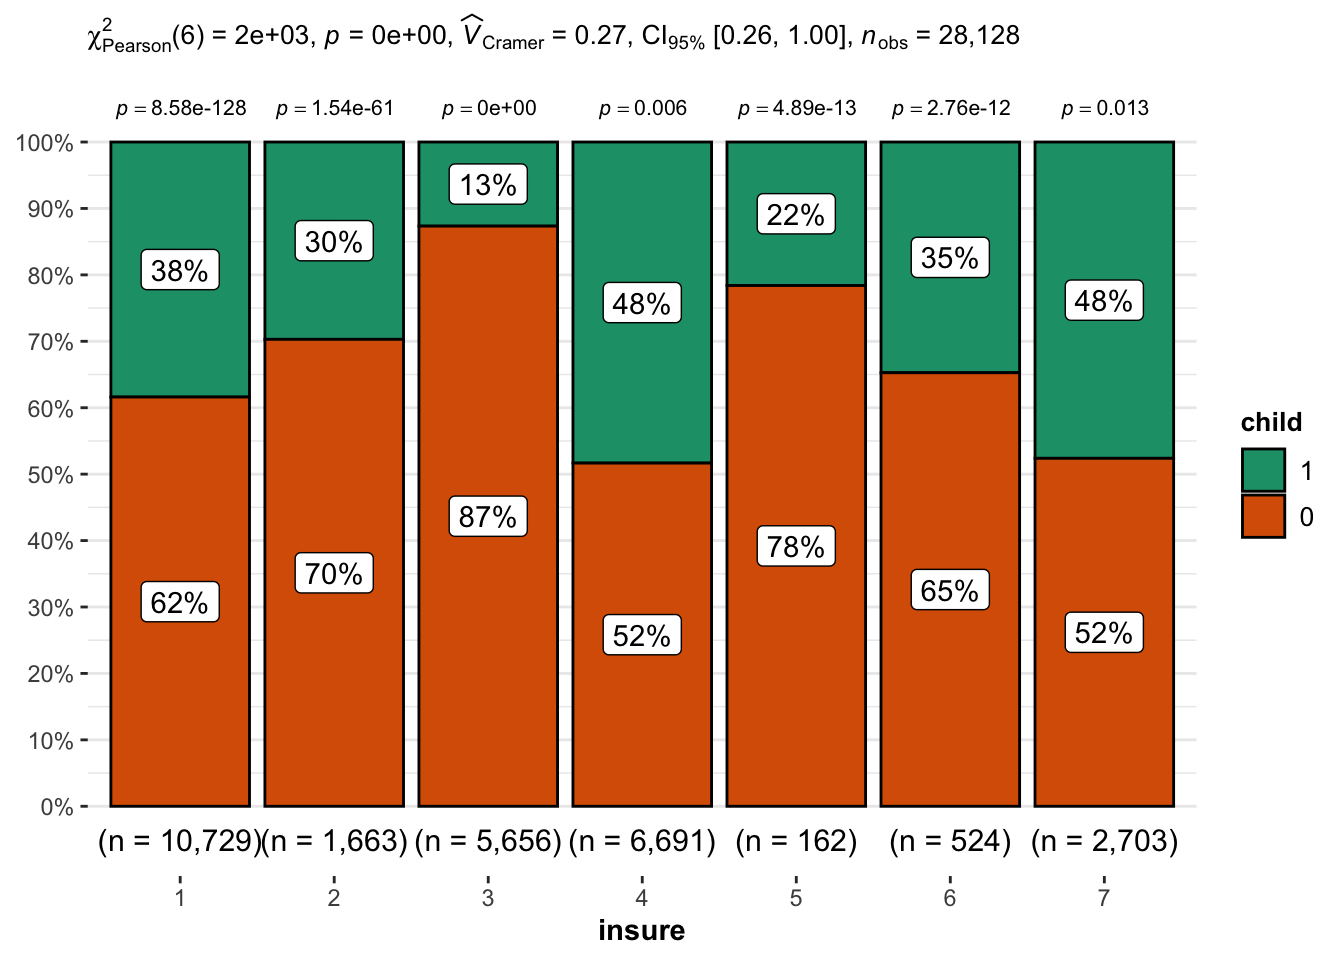 χ²Pearson(6) = 2e+03, p = 0e+00, V̂Cramer = 0.27, CI95% [0.26, 1.00], nobs = 28,128
p = 8.58e-128 p = 1.54e-61 p = 0e+00 p = 0.006 p = 4.89e-13 p = 2.76e-12 p = 0.013
100%
90%
80%
70%
60%
50%
40%
30%
20%
10%
0%
38% 30% 13% 48% 22% 35% 48%
62% 70% 87% 52% 78% 65% 52%
(n = 10,729) (n = 1,663) (n = 5,656) (n = 6,691) (n = 162) (n = 524) (n = 2,703)
1 2 3 4 5 6 7
insure
child
1
0